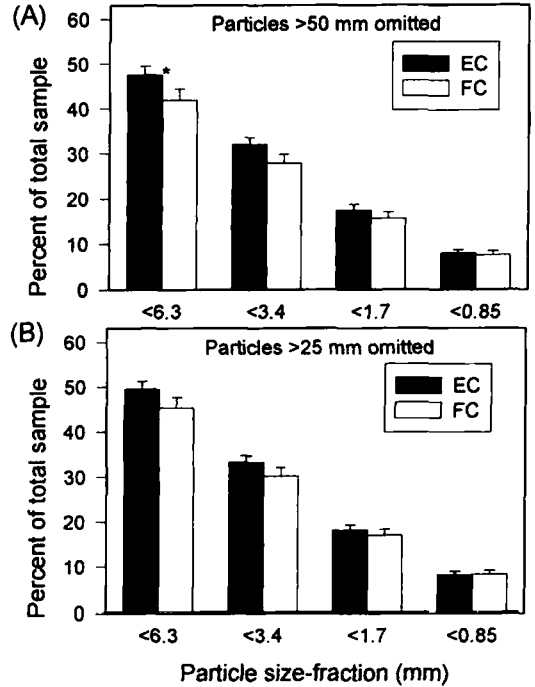 (A)
Particles >50 mm omitted
EC
FC
*
Percent of total sample
60
50
40
30
20
10
0
<6.3 <3.4 <1.7 <0.85
(B)
Particles >25 mm omitted
EC
FC
Percent of total sample
60
50
40
30
20
10
0
<6.3 <3.4 <1.7 <0.85
Particle size-fraction (mm)